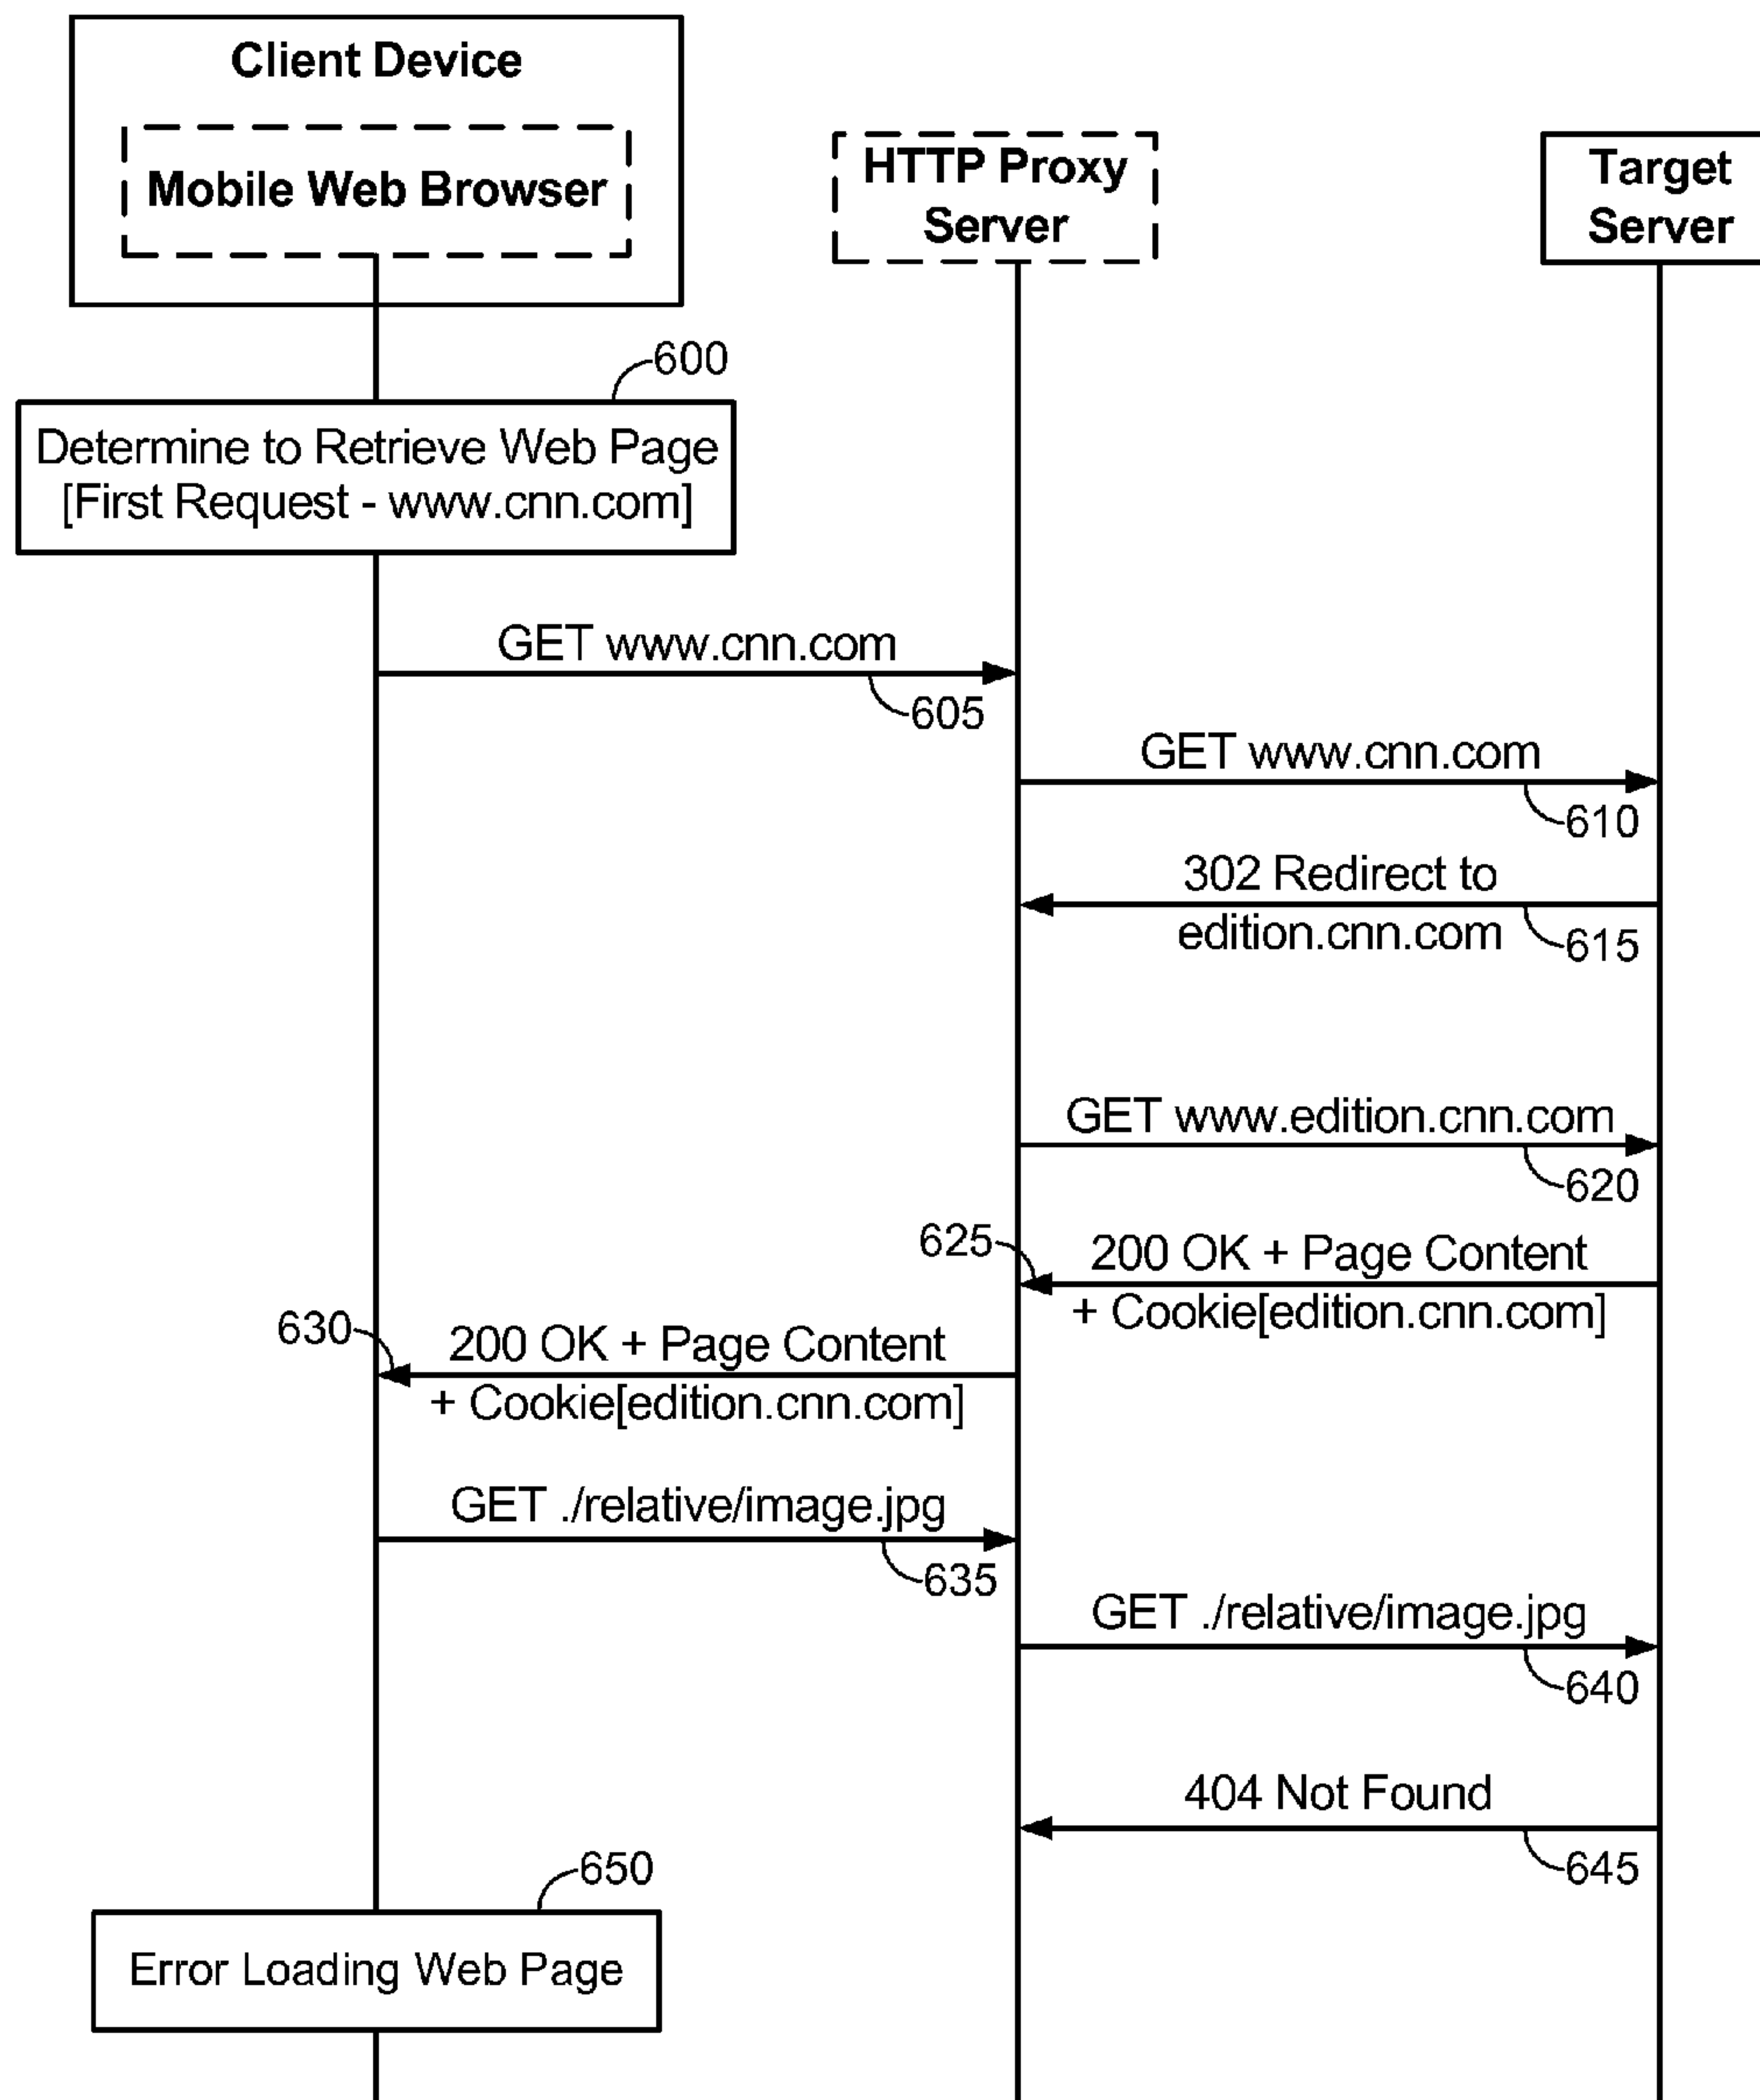 Client Device
Mobile Web Browser
HTTP Proxy
Server
Target
Server
600
Determine to Retrieve Web Page
[First Request - www.cnn.com]
GET www.cnn.com
605
GET www.cnn.com
610
302 Redirect to
edition.cnn.com
615
GET www.edition.cnn.com
620
625
200 OK + Page Content
+ Cookie[edition.cnn.com]
630
200 OK + Page Content
+ Cookie[edition.cnn.com]
GET ./relative/image.jpg
635
GET ./relative/image.jpg
640
404 Not Found
645
650
Error Loading Web Page